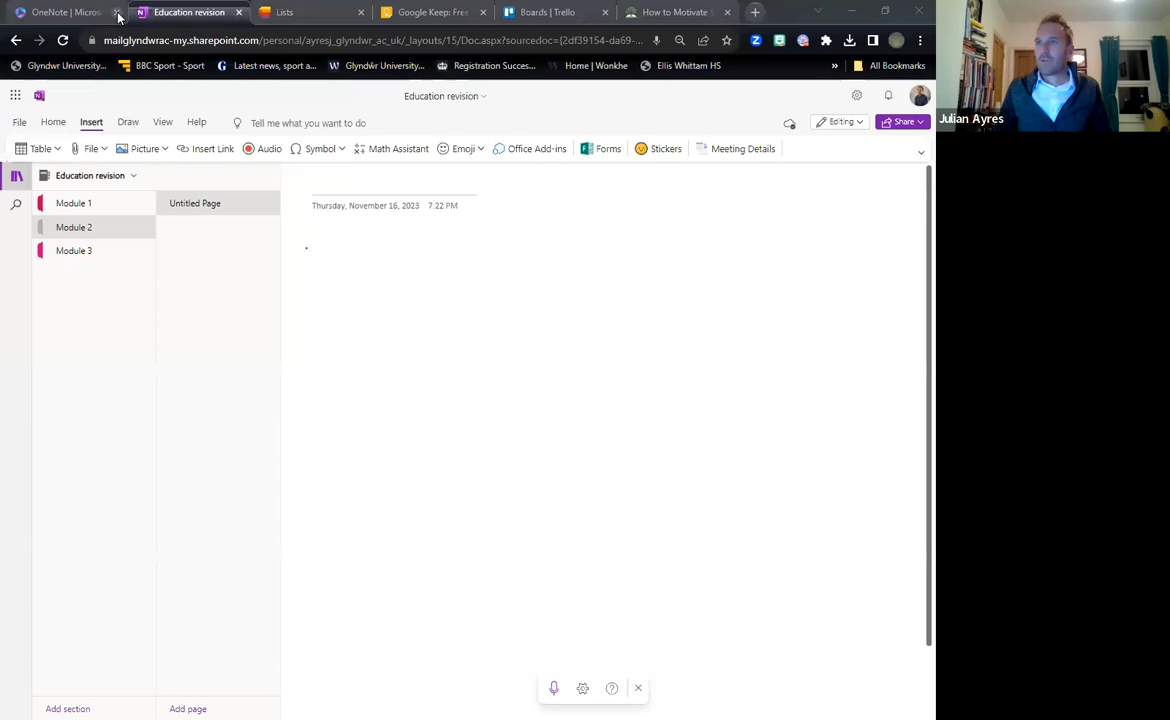 OneNote | Micros
Education revision
Lists
Google Keep: Free
Boards | Trello
How to Motivate
mailglyndwrac-my.sharepoint.com/personal/ayresj_glyndwr_ac_uk/_layouts/15/Doc.aspx?sourcedoc={2df39154-da69-...
Glyndwr University...
BBC Sport - Sport
Latest news, sport a...
Glyndŵr University...
Registration Succes...
Home | Wonkhe
Ellis Whittam HS
»
All Bookmarks
Education revision
File
Home
Insert
Draw
View
Help
Tell me what you want to do
Editing
Share
Table
File
Picture
Insert Link
Audio
Symbol
Math Assistant
Emoji
Office Add-ins
Forms
Stickers
Meeting Details
Education revision
Module 1
Module 2
Module 3
Untitled Page
Thursday, November 16, 2023 7:22 PM
Add section
Add page
Julian Ayres